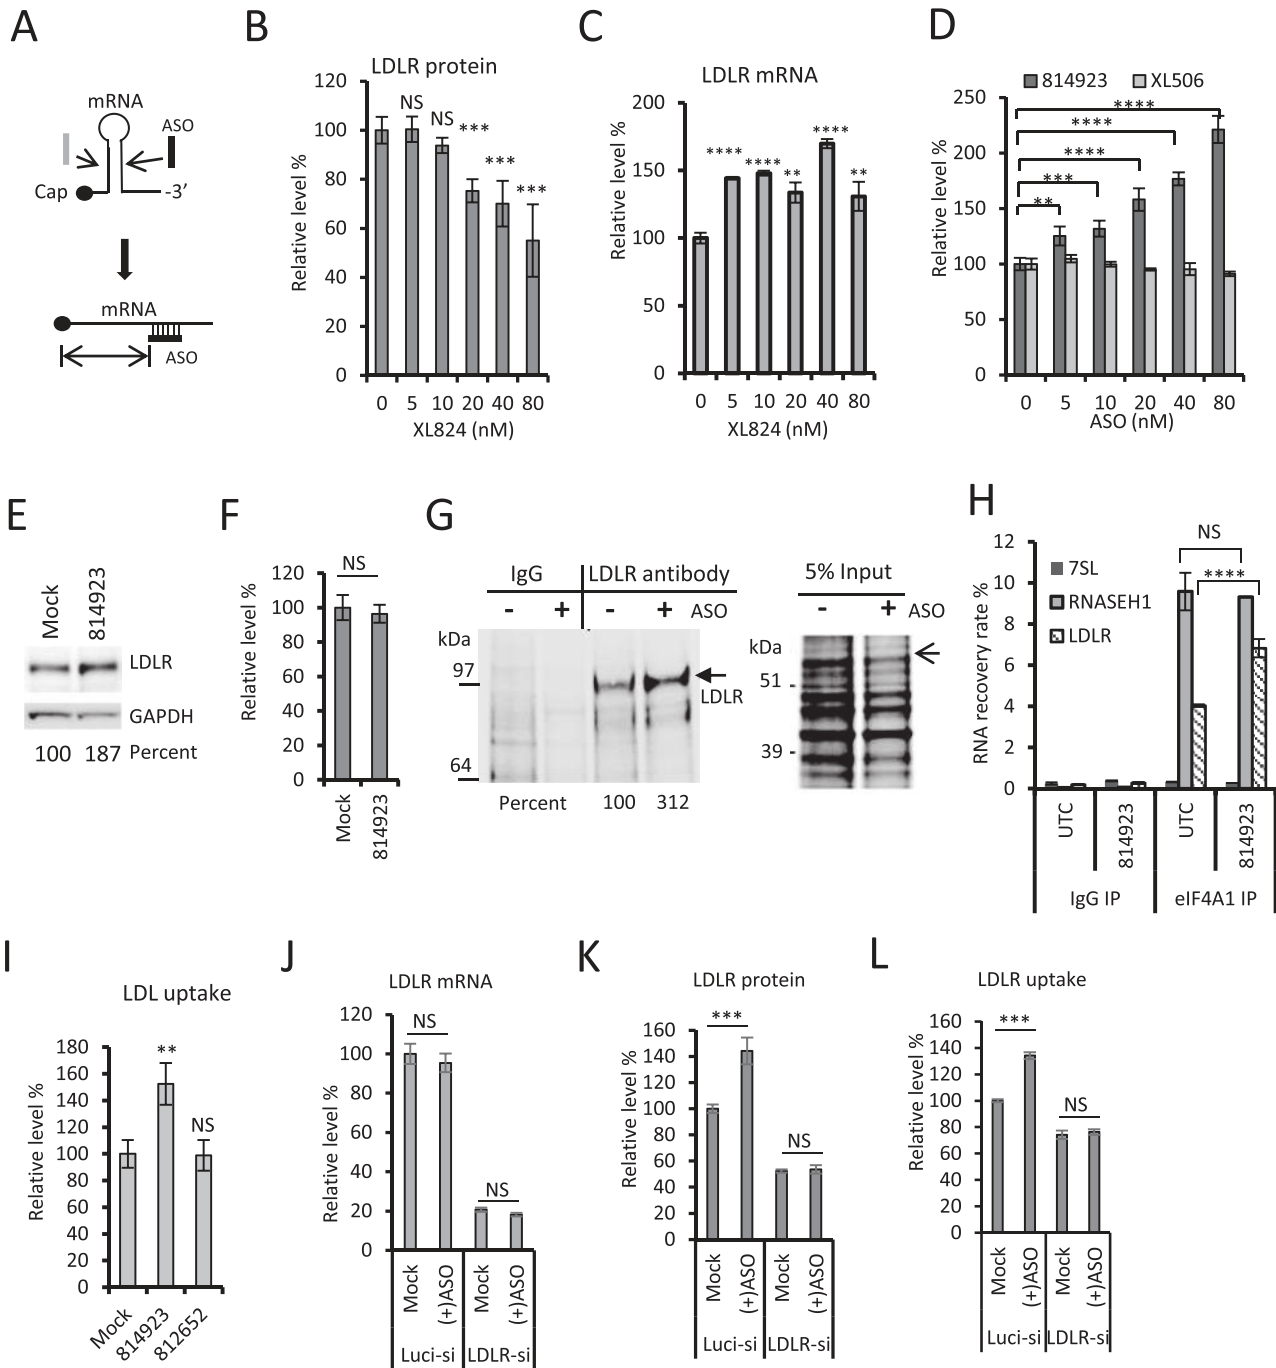 A
mRNA
ASO
Cap
-3’
mRNA
ASO
B
LDLR protein
Relative level %
120
100
80
60
40
20
0
NS
NS
***
***
***
0 5 10 20 40 80
XL824 (nM)
C
LDLR mRNA
Relative level %
200
150
100
50
0
****
****
**
****
**
0 5 10 20 40 80
XL824 (nM)
D
814923 XL506
Relative level %
250
200
150
100
50
0
****
****
****
***
**
0 5 10 20 40 80
ASO (nM)
E
Mock
814923
LDLR
GAPDH
100 187 Percent
F
Relative level %
120
100
80
60
40
20
0
NS
Mock
814923
G
IgG LDLR antibody
- + - + ASO
kDa
97
64
LDLR
Percent 100 312
5% Input
- + ASO
kDa
51
39
H
RNA recovery rate %
12
10
8
6
4
2
0
7SL
RNASEH1
LDLR
NS
****
UTC
814923
UTC
814923
IgG IP eIF4A1 IP
I
LDL uptake
Relative level %
180
160
140
120
100
80
60
40
20
0
**
NS
Mock
814923
812652
J
LDLR mRNA
Relative level %
120
100
80
60
40
20
0
NS
NS
Mock
(+)ASO
Mock
(+)ASO
Luci-si LDLR-si
K
LDLR protein
Relative level %
160
140
120
100
80
60
40
20
0
***
NS
Mock
(+)ASO
Mock
(+)ASO
Luci-si LDLR-si
L
LDLR uptake
Relative level %
160
140
120
100
80
60
40
20
0
***
NS
Mock
(+)ASO
Mock
(+)ASO
Luci-si LDLR-si